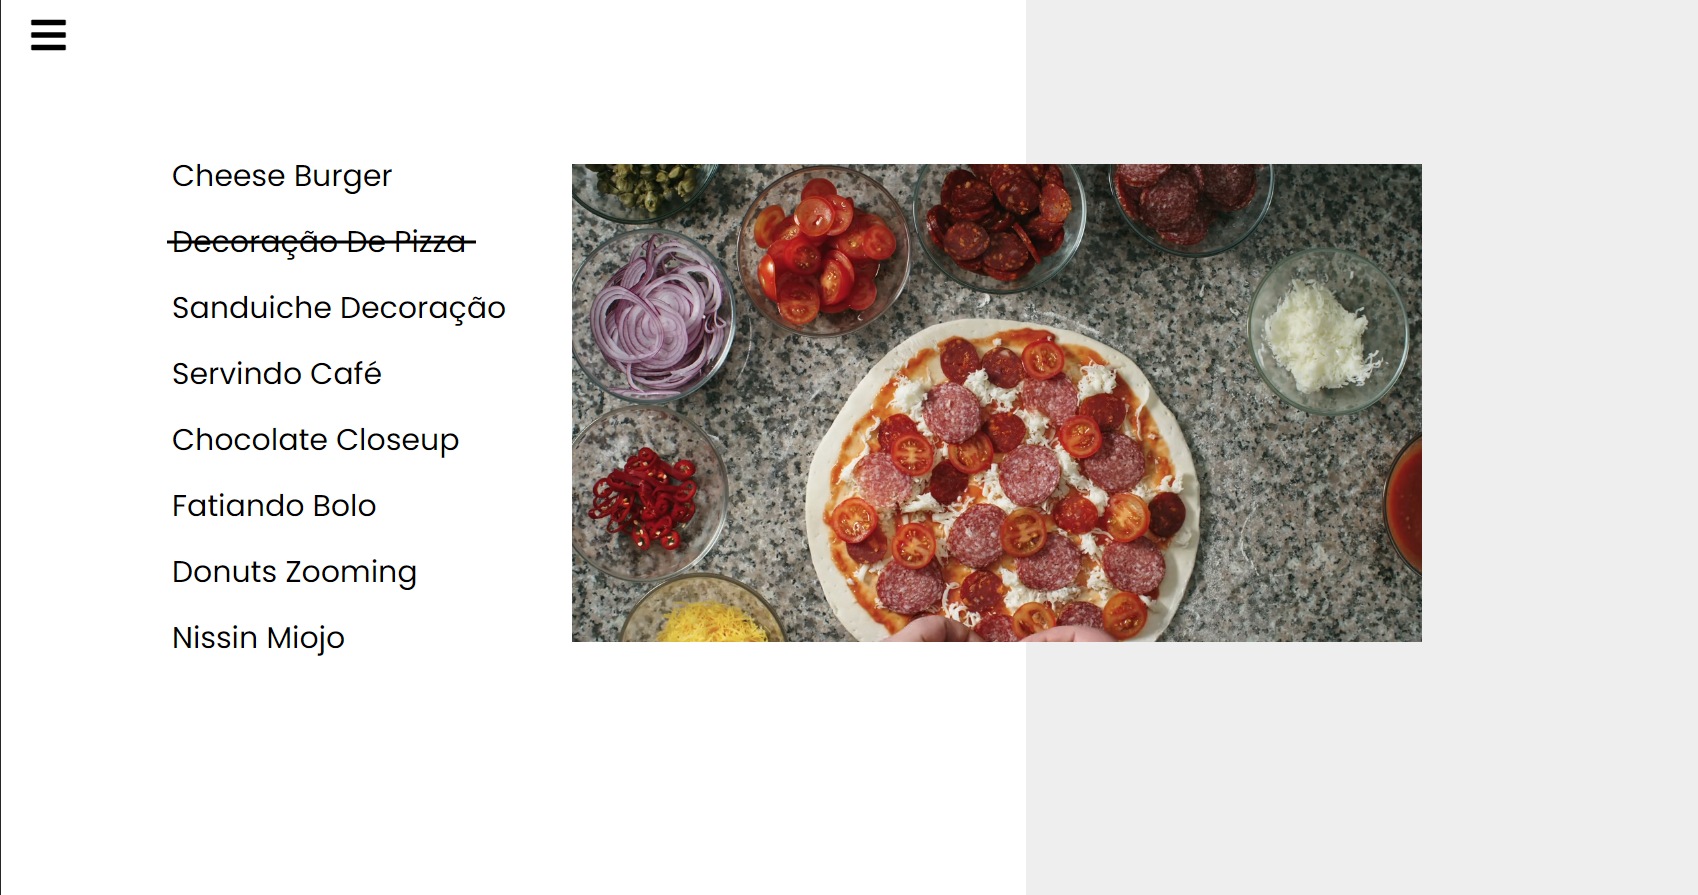 Cheese Burger
Decoração De Pizza
Sanduiche Decoração
Servindo Café
Chocolate Closeup
Fatiando Bolo
Donuts Zooming
Nissin Miojo